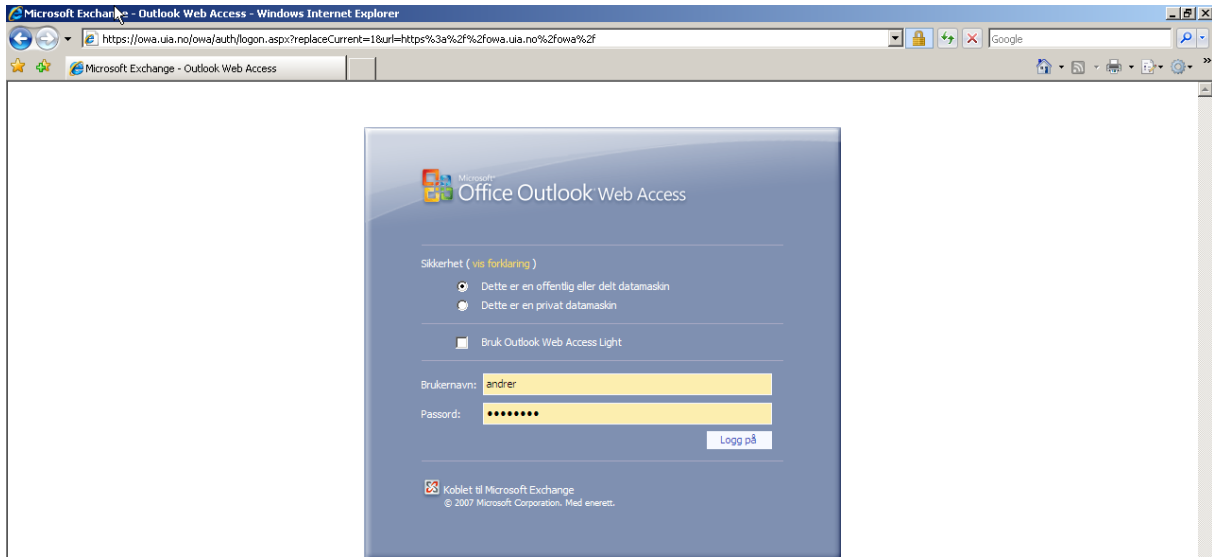 Microsoft Exchange - Outlook Web Access - Windows Internet Explorer
https://owa.uia.no/owa/auth/logon.aspx?replaceCurrent=1&url=https%3a%2f%2fowa.uia.no%2fowa%2f
Google
Microsoft Exchange - Outlook Web Access
Microsoft
Office Outlook Web Access
Sikkerhet ( vis forklaring )
Dette er en offentlig eller delt datamaskin
Dette er en privat datamaskin
Bruk Outlook Web Access Light
Brukernavn: andrer
Passord: ••••••••
Logg på
Koblet til Microsoft Exchange
© 2007 Microsoft Corporation. Med enerett.